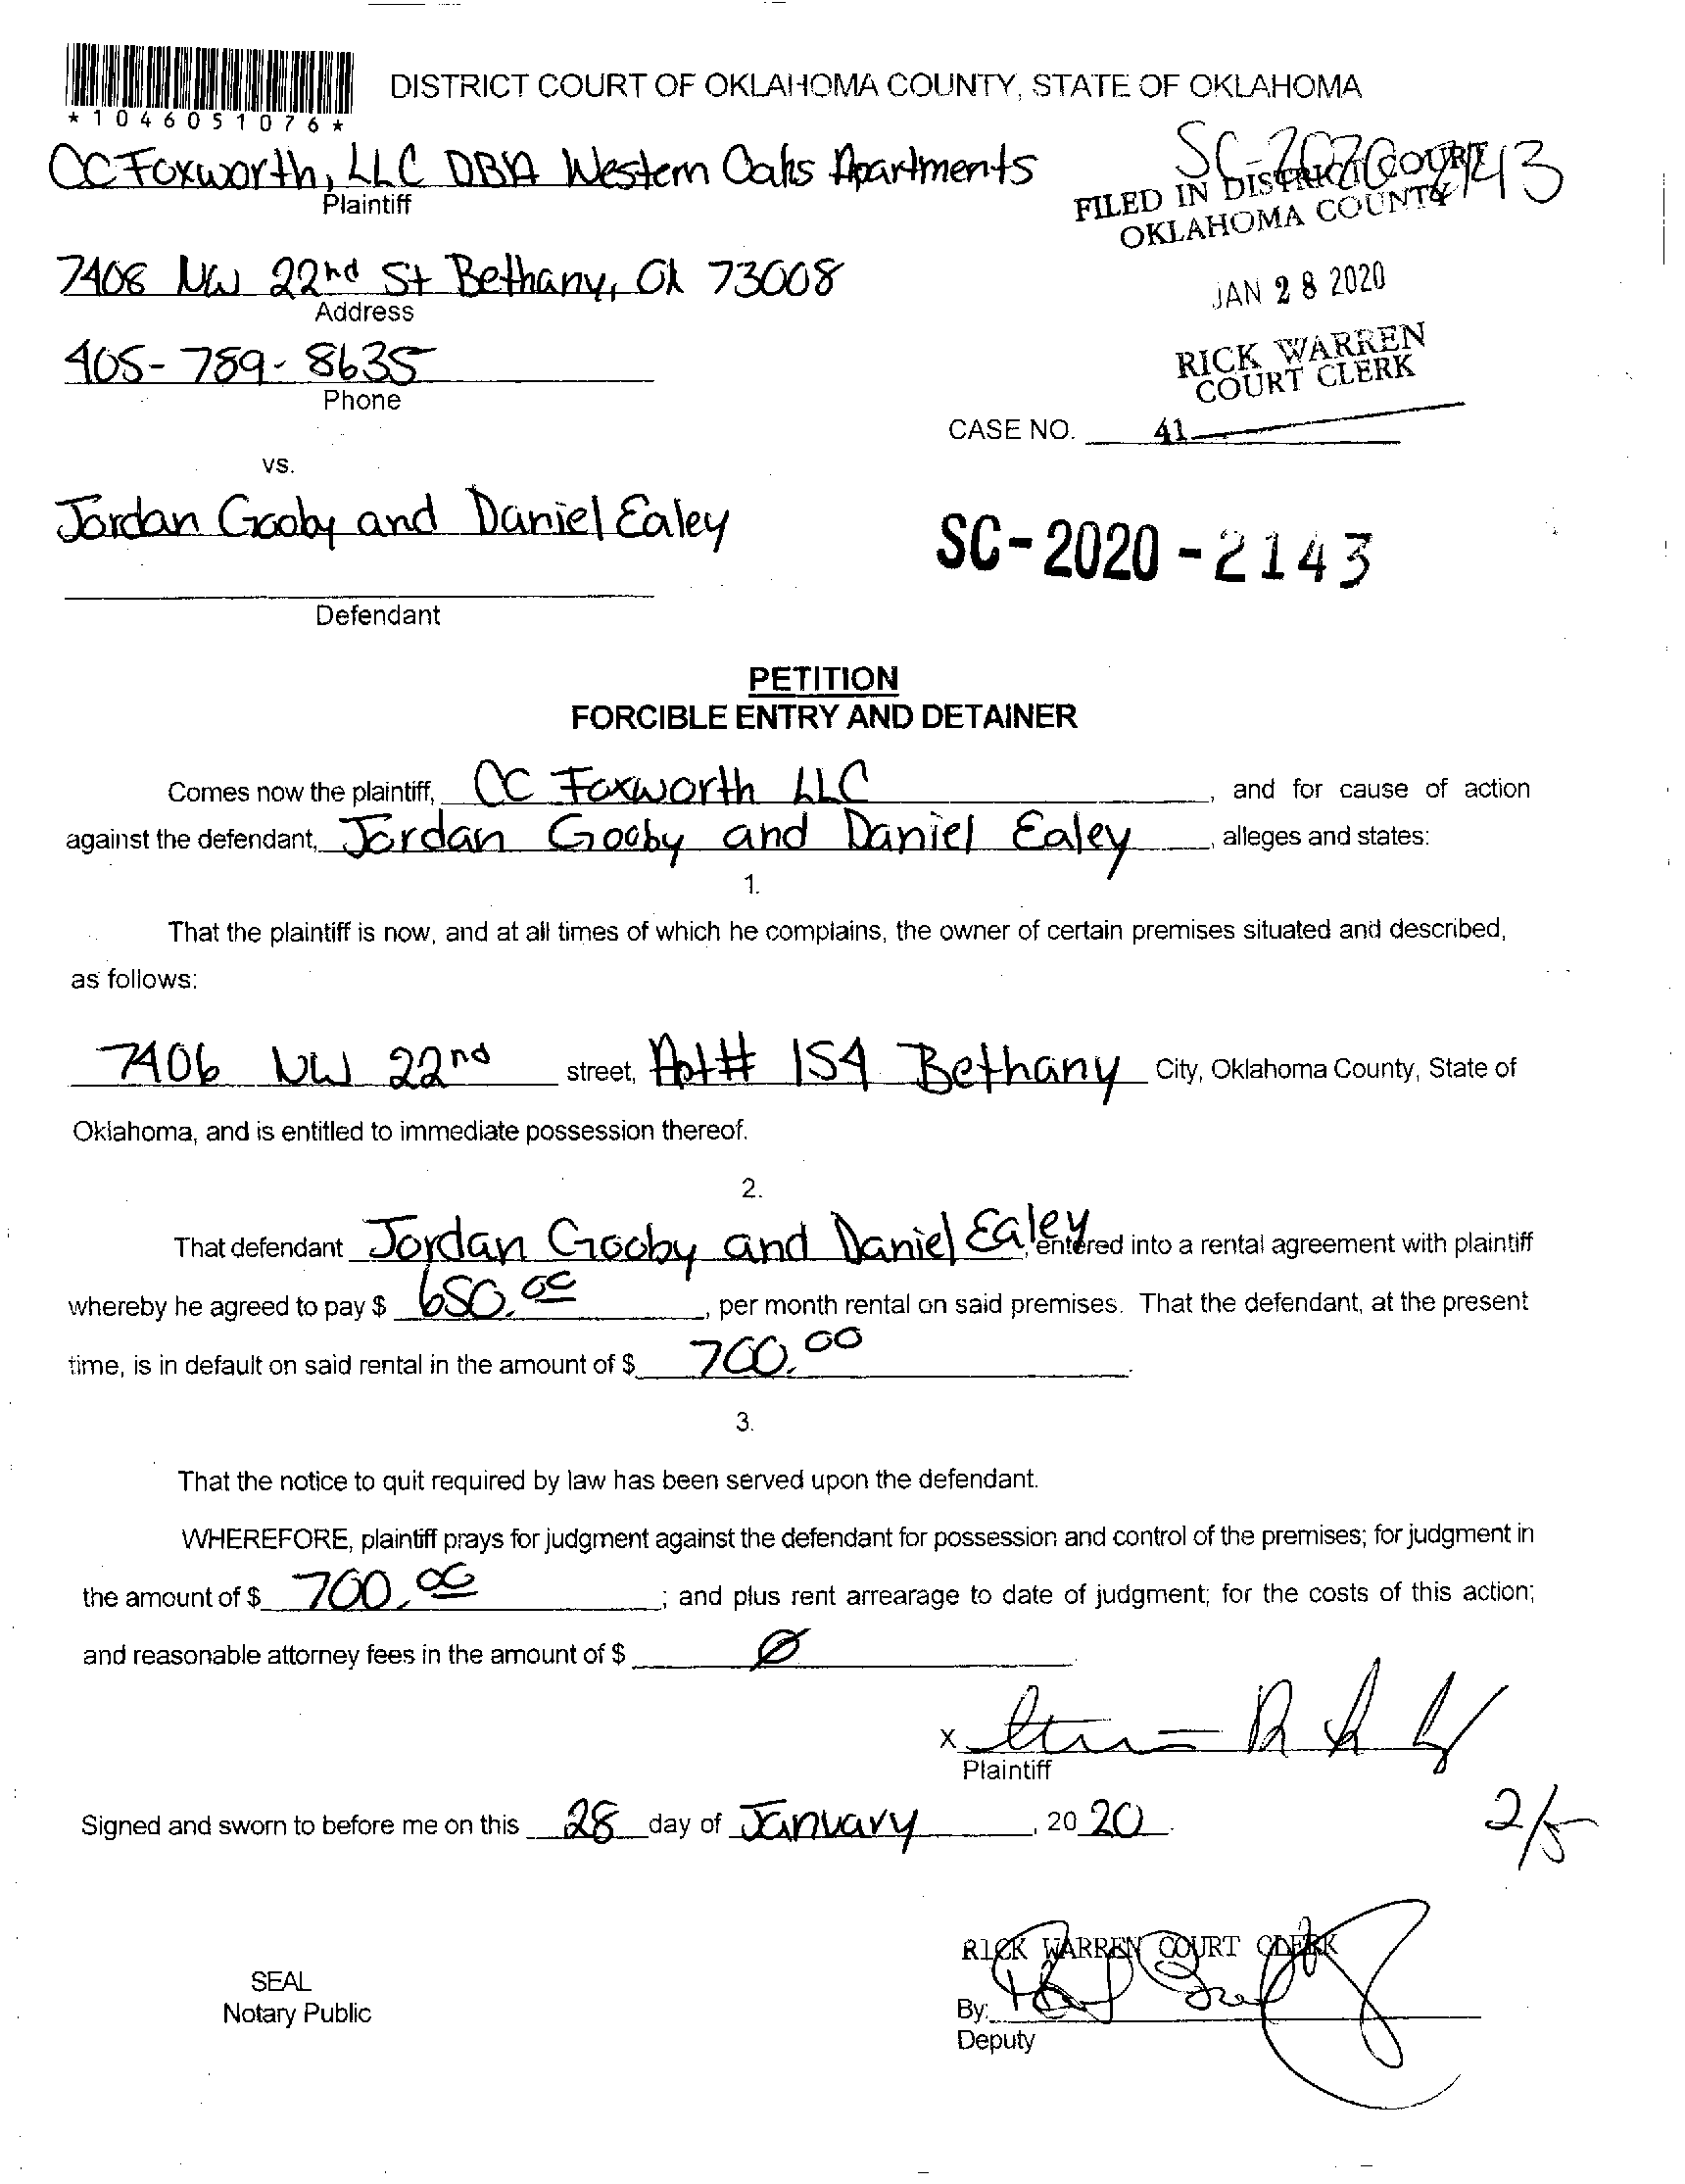 *1046051076*
DISTRICT COURT OF OKLAHOMA COUNTY, STATE OF OKLAHOMA
CC Foxworth, LLC DBA Western Oaks Apartments
Plaintiff
SC-2020-2143
FILED IN DISTRICT COURT
OKLAHOMA COUNTY
7408 NW 22nd St Bethany, Ok 73008
Address
JAN 28 2020
405-789-8635
Phone
RICK WARREN
COURT CLERK
CASE NO. 41
vs.
Jordan Gooby and Daniel Ealey
SC-2020-2143
Defendant
PETITION
FORCIBLE ENTRY AND DETAINER
Comes now the plaintiff, CC Foxworth LLC, and for cause of action
against the defendant, Jordan Gooby and Daniel Ealey, alleges and states:
1.
That the plaintiff is now, and at all times of which he complains, the owner of certain premises situated and described,
as follows:
7406 NW 22nd street, Apt# 154 Bethany City, Oklahoma County, State of
Oklahoma, and is entitled to immediate possession thereof.
2.
That defendant Jordan Gooby and Daniel Ealey, entered into a rental agreement with plaintiff
whereby he agreed to pay $ 650.00, per month rental on said premises. That the defendant, at the present
time, is in default on said rental in the amount of $ 700.00.
3.
That the notice to quit required by law has been served upon the defendant.
WHEREFORE, plaintiff prays for judgment against the defendant for possession and control of the premises; for judgment in
the amount of $ 700.00; and plus rent arrearage to date of judgment; for the costs of this action;
and reasonable attorney fees in the amount of $ Ø
x
Plaintiff
Signed and sworn to before me on this 28 day of January, 2020.
2/5
RICK WARREN COURT CLERK
SEAL
Notary Public
By:
Deputy